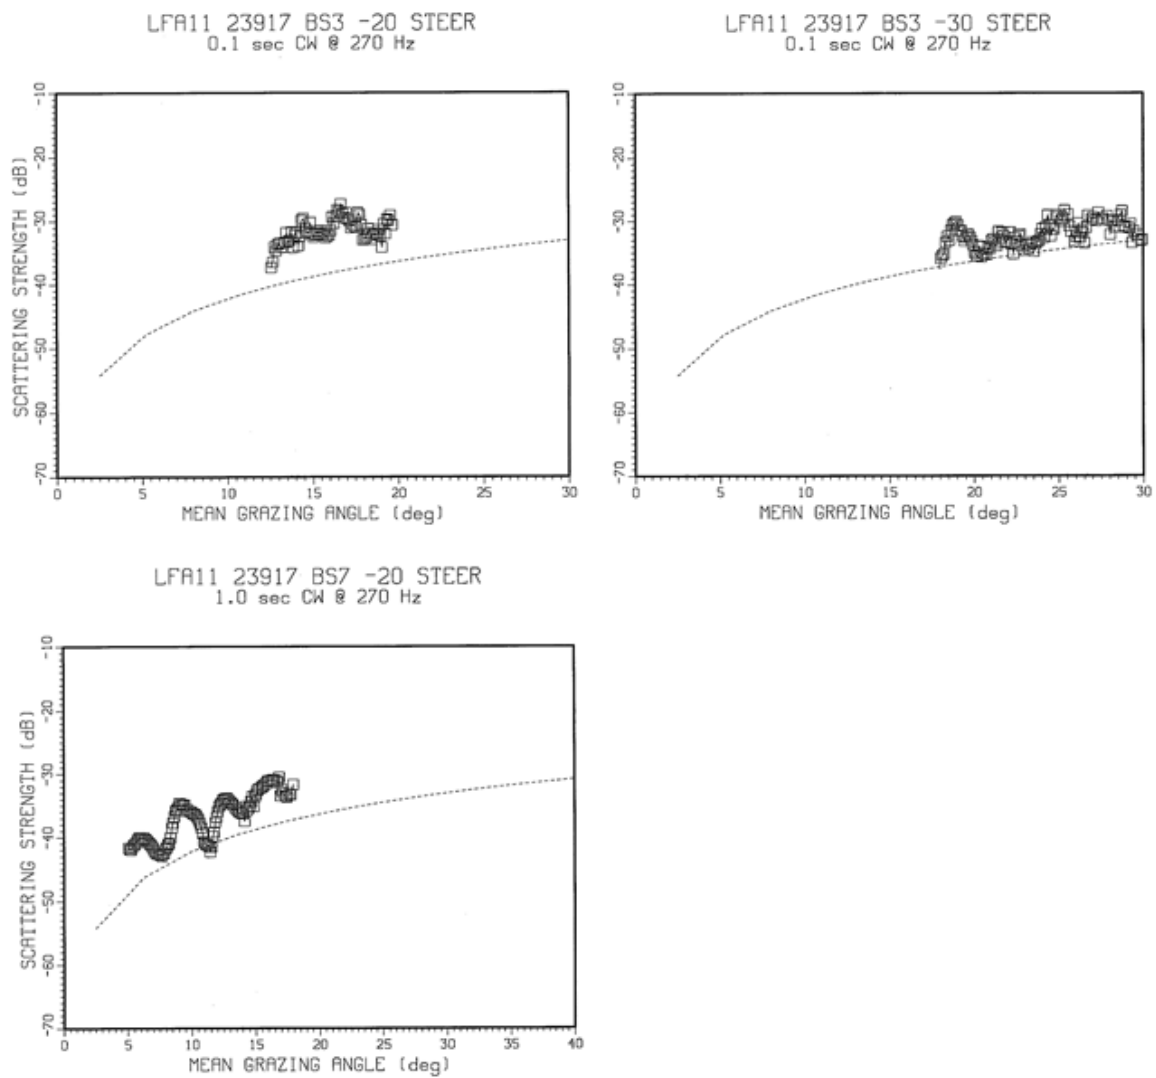 LFA11 23917 BS3 -20 STEER
0.1 sec CW @ 270 Hz
SCATTERING STRENGTH (dB)
-10
-20
-30
-40
-50
-60
-70
0 5 10 15 20 25 30
MEAN GRAZING ANGLE (deg)
LFA11 23917 BS3 -30 STEER
0.1 sec CW @ 270 Hz
-10
-20
-30
-40
-50
-60
-70
0 5 10 15 20 25 30
MEAN GRAZING ANGLE (deg)
LFA11 23917 BS7 -20 STEER
1.0 sec CW @ 270 Hz
SCATTERING STRENGTH (dB)
-10
-20
-30
-40
-50
-60
-70
0 5 10 15 20 25 30 35 40
MEAN GRAZING ANGLE (deg)